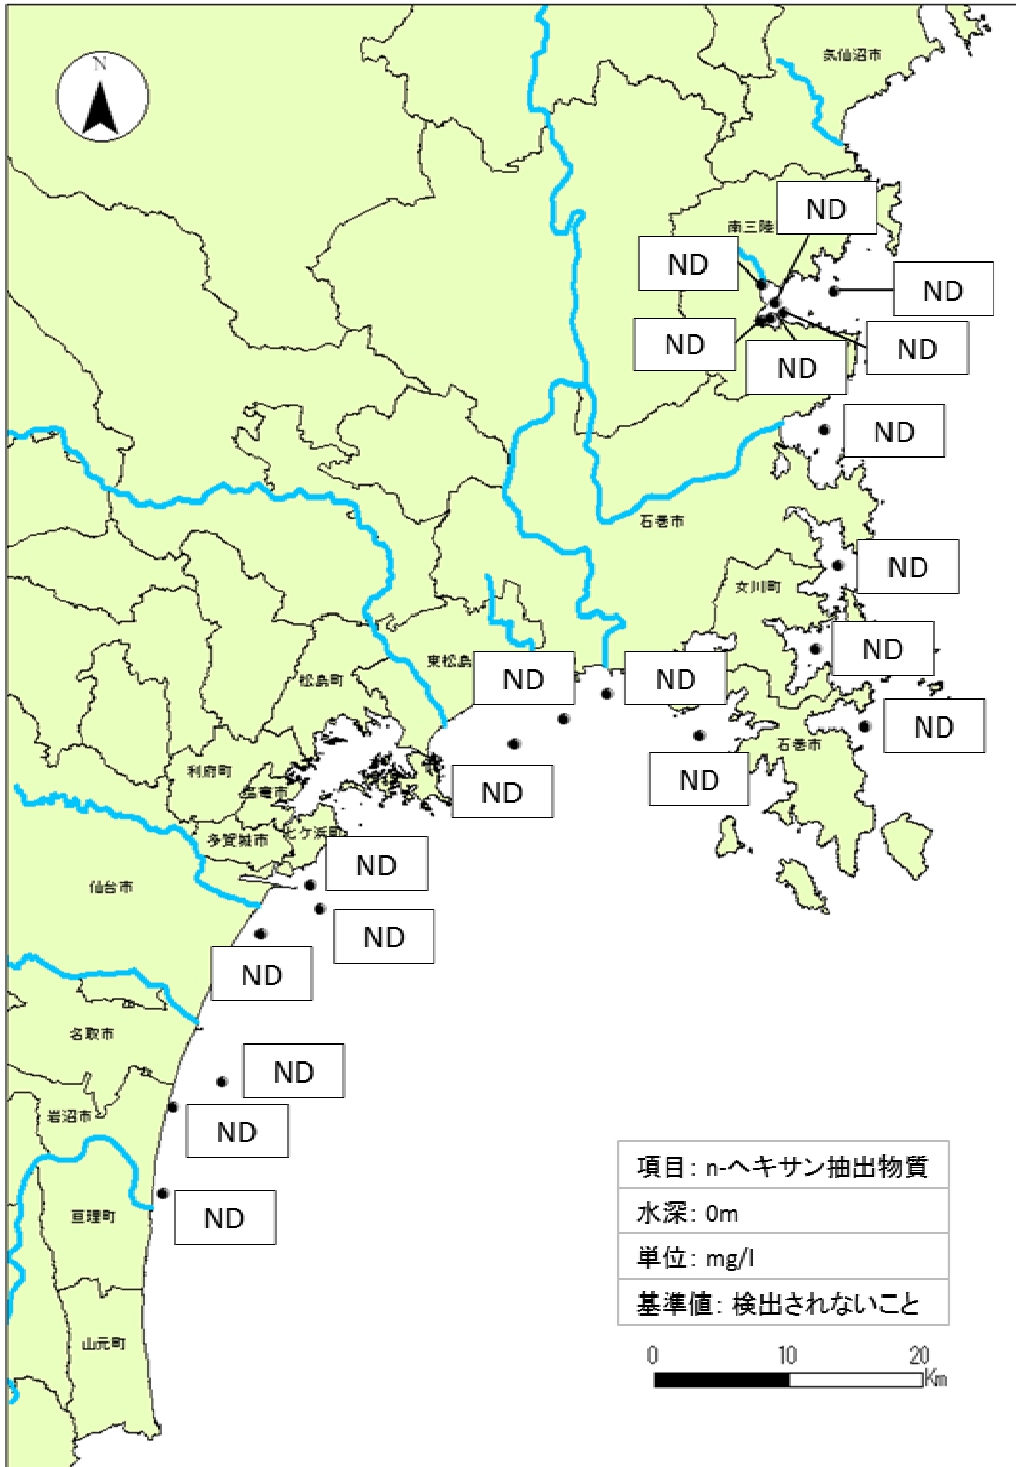 N
気仙沼市
ND
南三陸
ND
ND
ND
ND
ND
ND
石巻市
ND
女川町
ND
東松島
ND
ND
松島町
ND
石巻市
利府町
ND
ND
塩竈市
多賀城市
七ケ浜町
ND
仙台市
ND
ND
名取市
ND
岩沼市
ND
亘理町
ND
項目: n-ヘキサン抽出物質
水深: 0m
単位: mg/l
基準値: 検出されないこと
山元町
0 10 20
Km